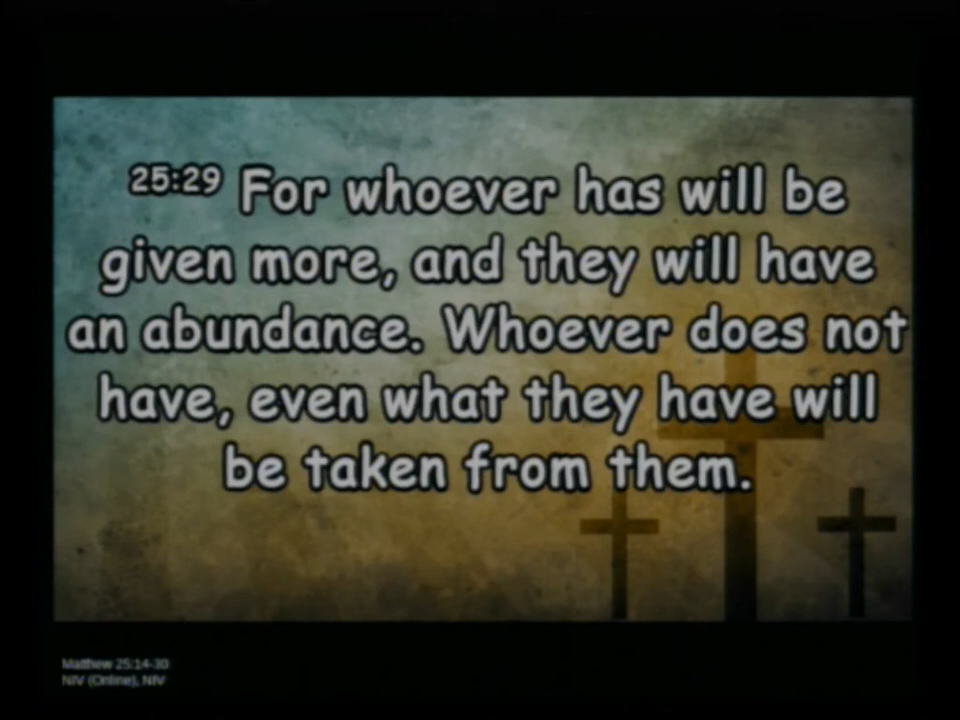 25:29 For whoever has will be
given more, and they will have
an abundance. Whoever does not
have, even what they have will
be taken from them.
Matthew 25:14-30
NIV (Online), NIV